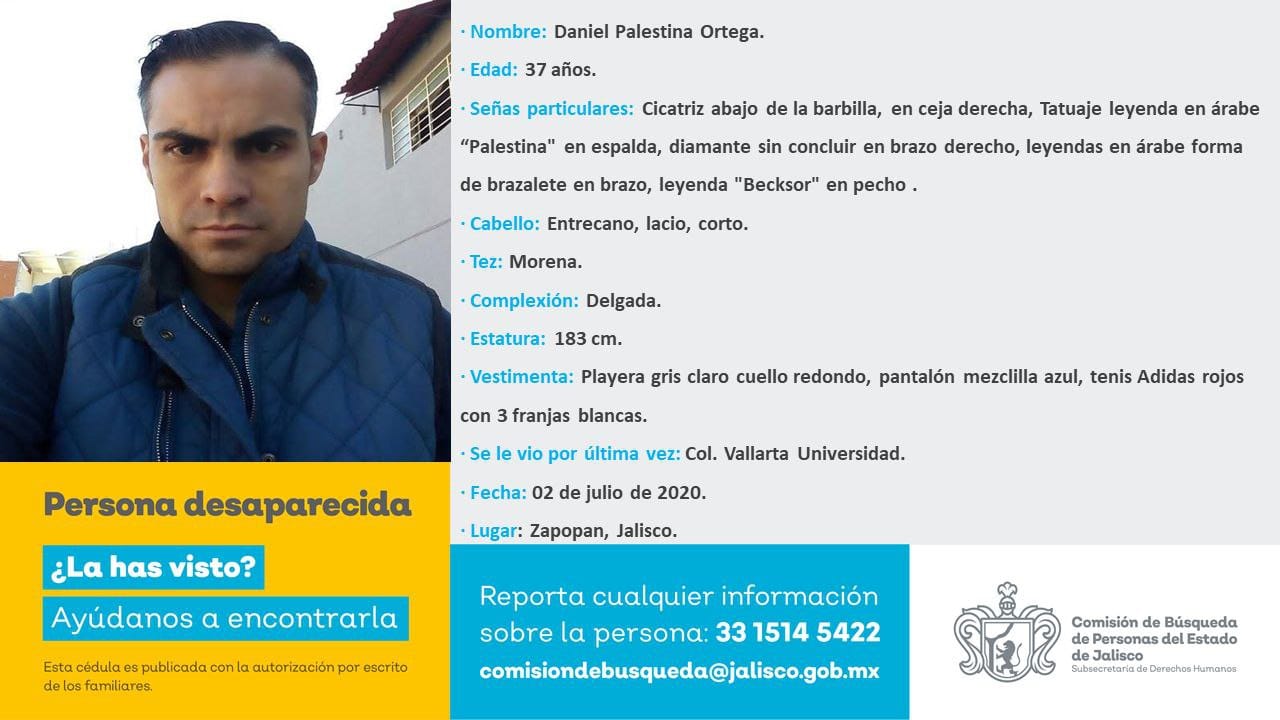 · Nombre: Daniel Palestina Ortega.
· Edad: 37 años.
· Señas particulares: Cicatriz abajo de la barbilla, en ceja derecha, Tatuaje leyenda en árabe
“Palestina" en espalda, diamante sin concluir en brazo derecho, leyendas en árabe forma
de brazalete en brazo, leyenda "Becksor" en pecho .
· Cabello: Entrecano, lacio, corto.
· Tez: Morena.
· Complexión: Delgada.
· Estatura: 183 cm.
· Vestimenta: Playera gris claro cuello redondo, pantalón mezclilla azul, tenis Adidas rojos
con 3 franjas blancas.
· Se le vio por última vez: Col. Vallarta Universidad.
· Fecha: 02 de julio de 2020.
· Lugar: Zapopan, Jalisco.
Persona desaparecida
¿La has visto?
Ayúdanos a encontrarla
Esta cédula es publicada con la autorización por escrito
de los familiares.
Reporta cualquier información
sobre la persona: 33 1514 5422
comisiondebusqueda@jalisco.gob.mx
Comisión de Búsqueda
de Personas del Estado
de Jalisco
Subsecretaría de Derechos Humanos